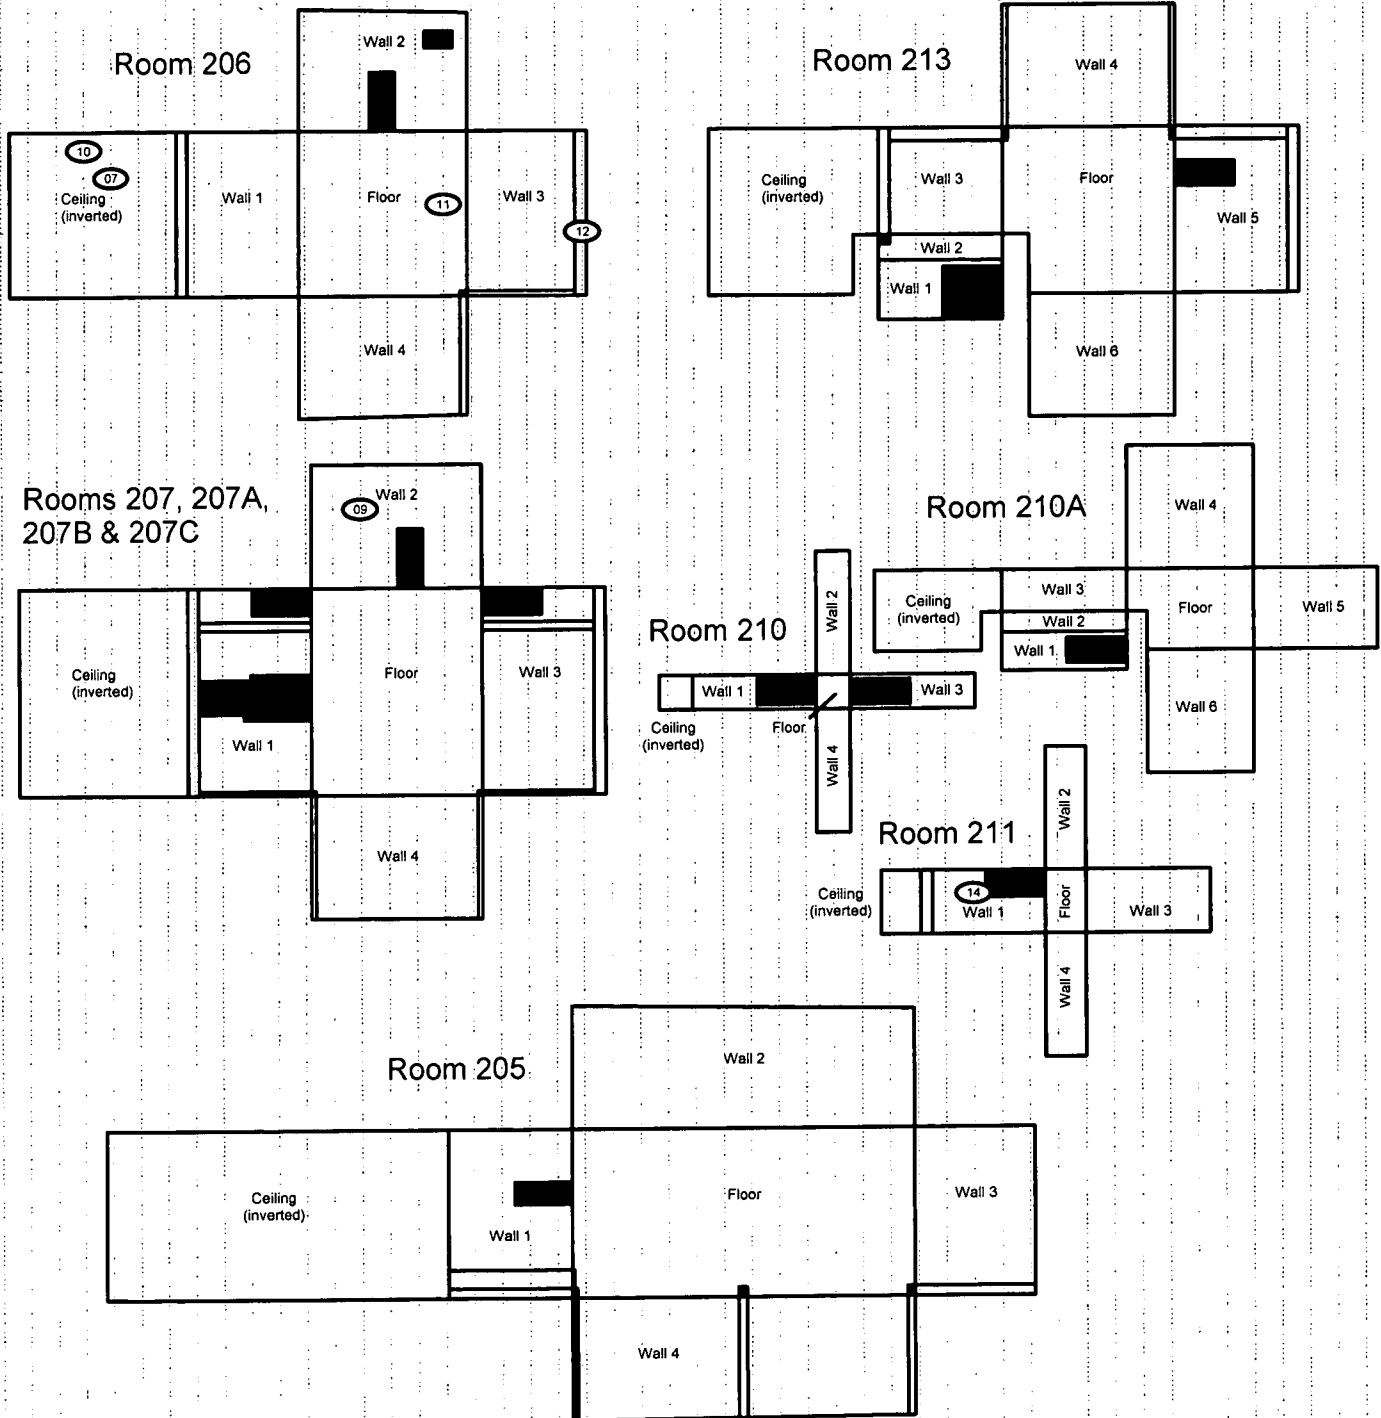 Room 206
Wall 2
10
07
Ceiling
(inverted)
Wall 1
Floor
11
Wall 3
12
Wall 4
Room 213
Wall 4
Ceiling
(inverted)
Wall 3
Floor
Wall 5
Wall 2
Wall 1
Wall 6
Rooms 207, 207A,
207B & 207C
Wall 2
09
Ceiling
(inverted)
Floor
Wall 3
Wall 1
Wall 4
Room 210A
Wall 4
Ceiling
(inverted)
Wall 3
Floor
Wall 5
Wall 2
Wall 1
Wall 6
Room 210
Wall 2
Wall 1
Wall 3
Ceiling
(inverted)
Floor
Wall 4
Room 211
Wall 2
Ceiling
(inverted)
14
Wall 1
Floor
Wall 3
Wall 4
Room 205
Wall 2
Ceiling
(inverted)
Wall 1
Floor
Wall 3
Wall 4